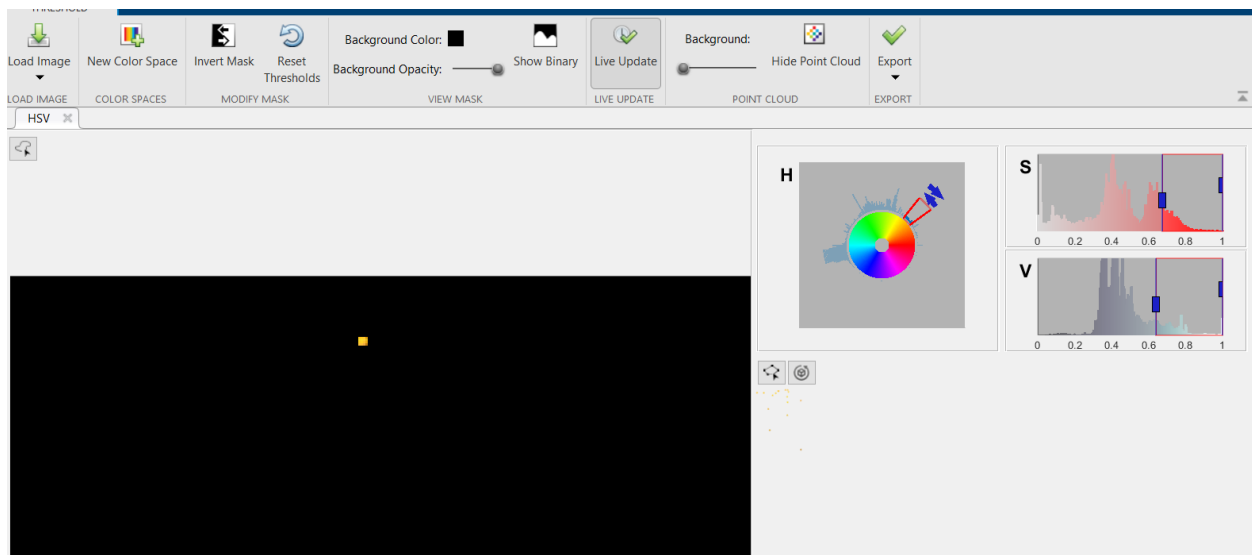 THRESHOLD
Load Image
New Color Space
Invert Mask
Reset
Thresholds
Background Color:
Background Opacity:
Show Binary
Live Update
Background:
Hide Point Cloud
Export
LOAD IMAGE
COLOR SPACES
MODIFY MASK
VIEW MASK
LIVE UPDATE
POINT CLOUD
EXPORT
HSV
H
S
0 0.2 0.4 0.6 0.8 1
V
0 0.2 0.4 0.6 0.8 1